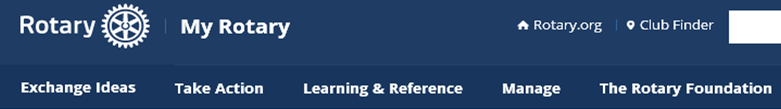 Rotary My Rotary Rotary.org Club Finder
Exchange Ideas Take Action Learning & Reference Manage The Rotary Foundation